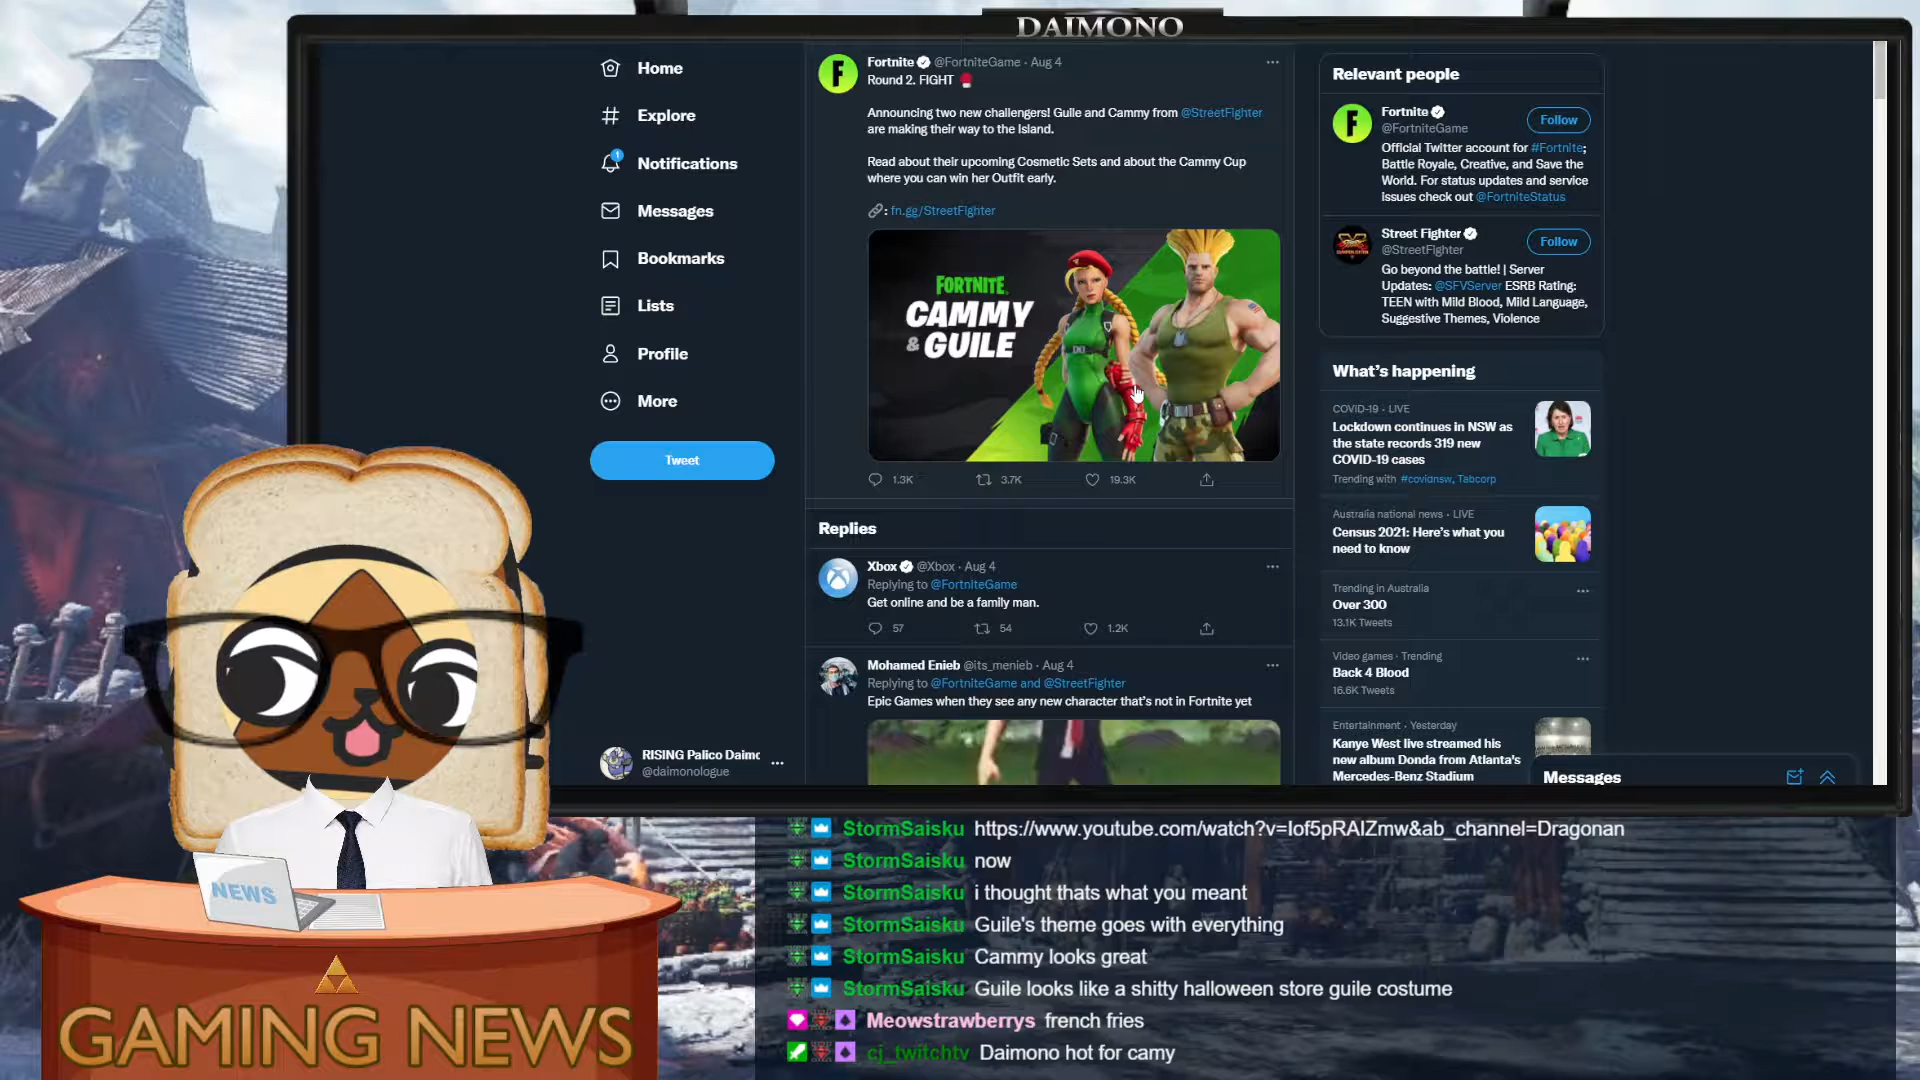 DAIMONO
Home
Explore
1
Notifications
Messages
Bookmarks
Lists
Profile
More
Tweet
RISING Palico Daimo
@daimonologue
Fortnite @FortniteGame · Aug 4
Round 2. FIGHT
Announcing two new challengers! Guile and Cammy from @StreetFighter
are making their way to the Island.
Read about their upcoming Cosmetic Sets and about the Cammy Cup
where you can win her Outfit early.
: fn.gg/StreetFighter
FORTNITE
CAMMY
& GUILE
1.3K 3.7K 19.3K
Replies
Xbox @Xbox · Aug 4
Replying to @FortniteGame
Get online and be a family man.
57 54 1.2K
Mohamed Enieb @its_menieb · Aug 4
Replying to @FortniteGame and @StreetFighter
Epic Games when they see any new character that's not in Fortnite yet
Relevant people
Fortnite
@FortniteGame
Follow
Official Twitter account for #Fortnite;
Battle Royale, Creative, and Save the
World. For status updates and service
issues check out @FortniteStatus
Street Fighter
@StreetFighter
Follow
Go beyond the battle! | Server
Updates: @SFVServer ESRB Rating:
TEEN with Mild Blood, Mild Language,
Suggestive Themes, Violence
What's happening
COVID-19 · LIVE
Lockdown continues in NSW as
the state records 319 new
COVID-19 cases
Trending with #covidnsw, Tabcorp
Australia national news · LIVE
Census 2021: Here's what you
need to know
Trending in Australia
Over 300
13.1K Tweets
Video games · Trending
Back 4 Blood
16.6K Tweets
Entertainment · Yesterday
Kanye West live streamed his
new album Donda from Atlanta's
Mercedes-Benz Stadium
Messages
StormSaisku https://www.youtube.com/watch?v=Iof5pRAIZmw&ab_channel=Dragonan
StormSaisku now
StormSaisku i thought thats what you meant
StormSaisku Guile's theme goes with everything
StormSaisku Cammy looks great
StormSaisku Guile looks like a shitty halloween store guile costume
Meowstrawberrys french fries
cj_twitchtv Daimono hot for camy
NEWS
GAMING NEWS